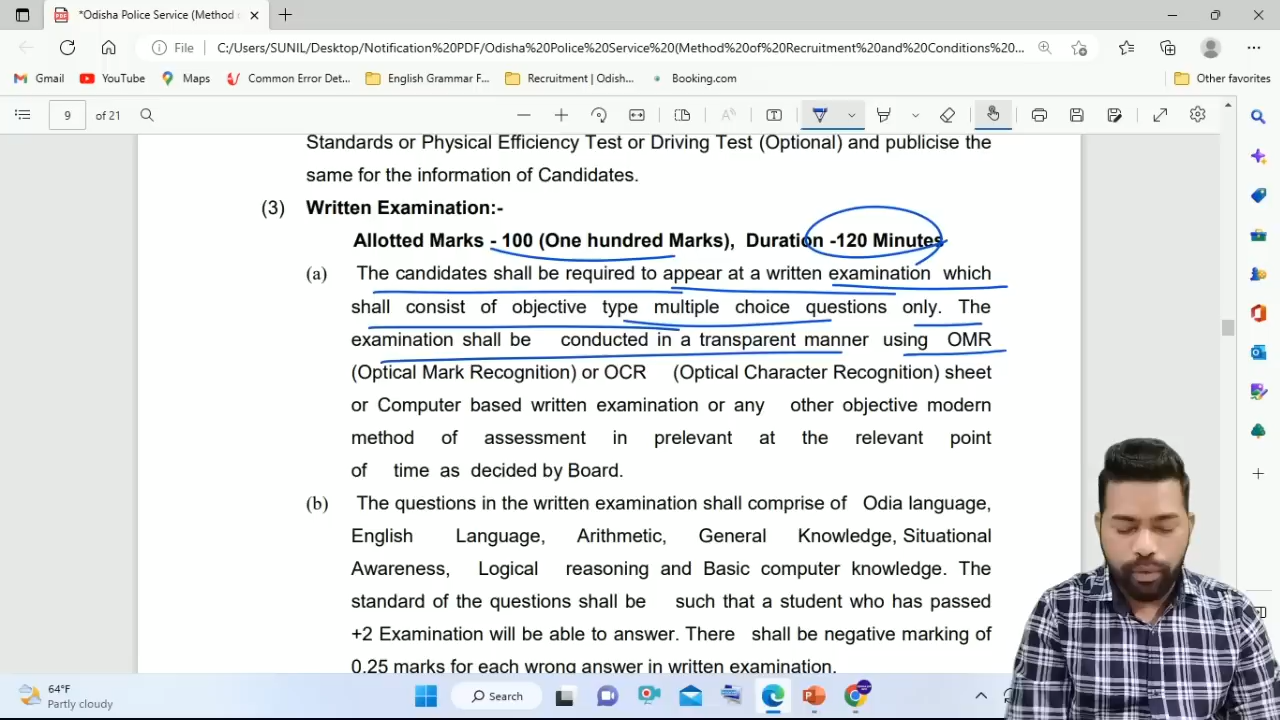 *Odisha Police Service (Method
File C:/Users/SUNIL/Desktop/Notification%20PDF/Odisha%20Police%20Service%20(Method%20of%20Recruitment%20and%20Conditions%20...
Gmail YouTube Maps Common Error Det... English Grammar F... Recruitment | Odish... Booking.com Other favorites
9 of 21
Standards or Physical Efficiency Test or Driving Test (Optional) and publicise the
same for the information of Candidates.
(3) Written Examination:-
Allotted Marks - 100 (One hundred Marks), Duration -120 Minutes
(a) The candidates shall be required to appear at a written examination which
shall consist of objective type multiple choice questions only. The
examination shall be conducted in a transparent manner using OMR
(Optical Mark Recognition) or OCR (Optical Character Recognition) sheet
or Computer based written examination or any other objective modern
method of assessment in prelevant at the relevant point
of time as decided by Board.
(b) The questions in the written examination shall comprise of Odia language,
English Language, Arithmetic, General Knowledge, Situational
Awareness, Logical reasoning and Basic computer knowledge. The
standard of the questions shall be such that a student who has passed
+2 Examination will be able to answer. There shall be negative marking of
0.25 marks for each wrong answer in written examination.
64°F
Partly cloudy
Search